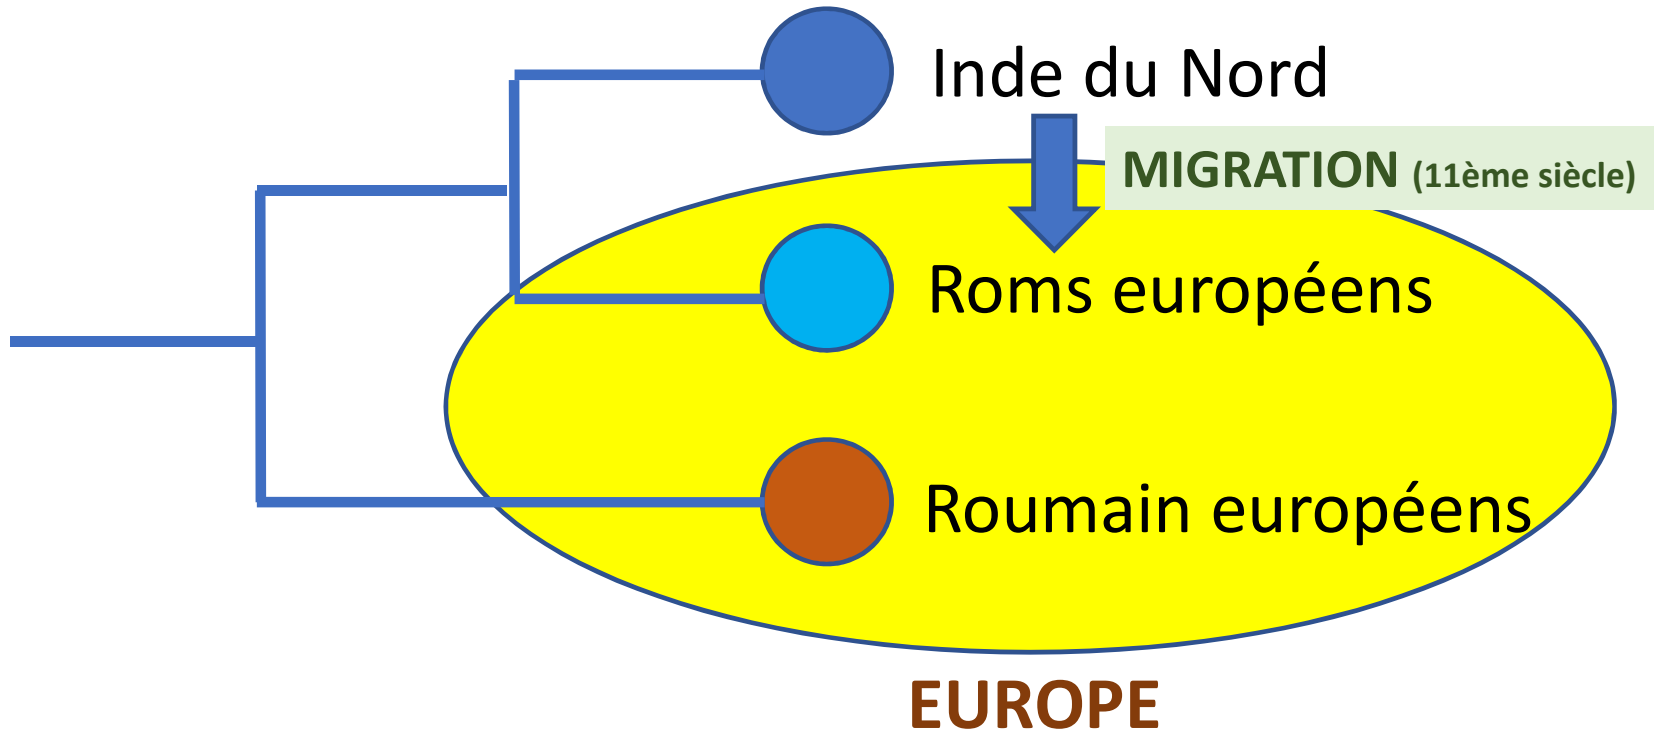 Inde du Nord
MIGRATION (11ème siècle)
Roms européens
Roumain européens
EUROPE